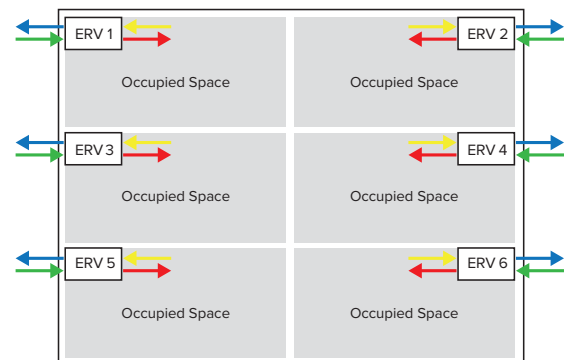 ERV 1
ERV 2
Occupied Space
Occupied Space
ERV 3
ERV 4
Occupied Space
Occupied Space
ERV 5
ERV 6
Occupied Space
Occupied Space